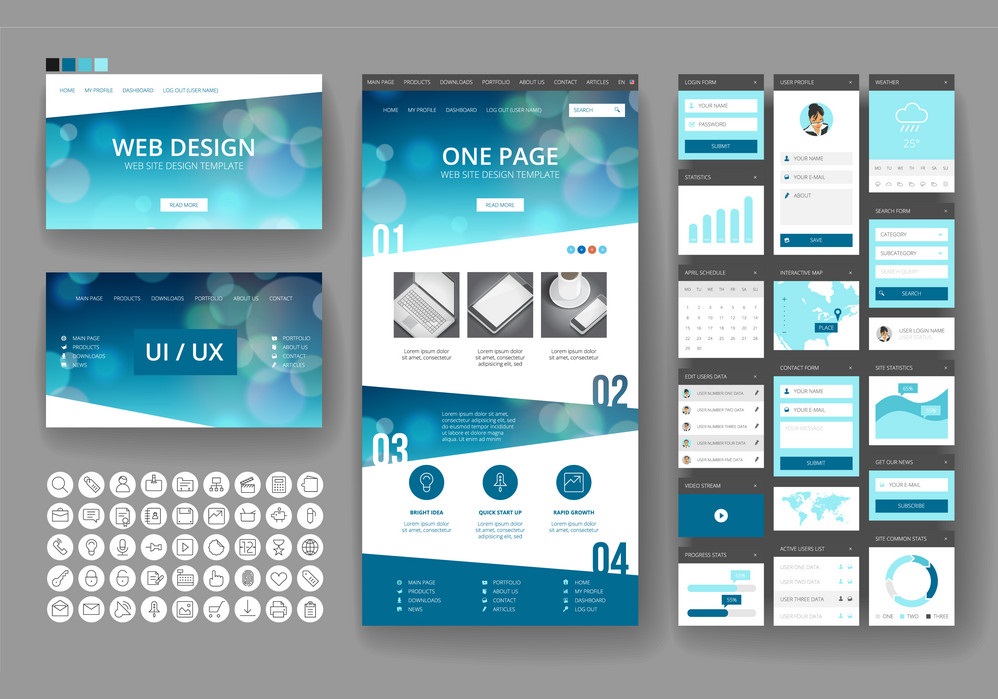 HOME MY PROFILE DASHBOARD LOG OUT (USER NAME)
WEB DESIGN
WEB SITE DESIGN TEMPLATE
READ MORE
MAIN PAGE PRODUCTS DOWNLOADS PORTFOLIO ABOUT US CONTACT
MAIN PAGE
PRODUCTS
DOWNLOADS
NEWS
UI / UX
PORTFOLIO
ABOUT US
CONTACT
ARTICLES
MAIN PAGE PRODUCTS DOWNLOADS PORTFOLIO ABOUT US CONTACT ARTICLES EN
HOME MY PROFILE DASHBOARD LOG OUT (USER NAME)
SEARCH
ONE PAGE
WEB SITE DESIGN TEMPLATE
READ MORE
01
Lorem ipsum dolor
sit amet, consectetur
Lorem ipsum dolor
sit amet, consectetur
adipisicing elit, sed
Lorem ipsum dolor
sit amet, consectetur
02
Lorem ipsum dolor sit amet,
consectetur adipisicing elit, sed
do eiusmod tempor incididunt
ut labore et dolore magna
aliqua. Ut enim ad minim
03
BRIGHT IDEA
Lorem ipsum dolor
sit amet, consectetur
QUICK START UP
Lorem ipsum dolor
sit amet, consectetur
adipisicing elit, sed
RAPID GROWTH
Lorem ipsum dolor
sit amet, consectetur
04
MAIN PAGE
PRODUCTS
DOWNLOADS
NEWS
PORTFOLIO
ABOUT US
CONTACT
ARTICLES
HOME
MY PROFILE
DASHBOARD
LOG OUT
LOGIN FORM
YOUR NAME
PASSWORD
SUBMIT
STATISTICS
APRIL SCHEDULE
MO TU WE TH FR SA SU
1 2 3 4 5 6 7
8 9 10 11 12 13 14
15 16 17 18 19 20 21
22 23 24 25 26 27 28
29 30
EDIT USERS DATA
USER NUMBER ONE DATA
USER NUMBER TWO DATA
USER NUMBER THREE DATA
USER NUMBER FOUR DATA
USER NUMBER FIVE DATA
VIDEO STREAM
PROGRESS STATS
55%
USER PROFILE
YOUR NAME
YOUR E-MAIL
ABOUT
SAVE
INTERACTIVE MAP
PLACE
CONTACT FORM
YOUR NAME
YOUR E-MAIL
YOUR MESSAGE
SUBMIT
ACTIVE USERS LIST
USER ONE DATA
USER TWO DATA
USER THREE DATA
USER FOUR DATA
WEATHER
25°
MO TU WE TH FR SA SU
SEARCH FORM
CATEGORY
SUBCATEGORY
SEARCH QUERY
SEARCH
USER LOGIN NAME
USER STATUS
SITE STATISTICS
65%
GET OUR NEWS
YOUR E-MAIL
SUBSCRIBE
SITE COMMON STATS
ONE TWO THREE